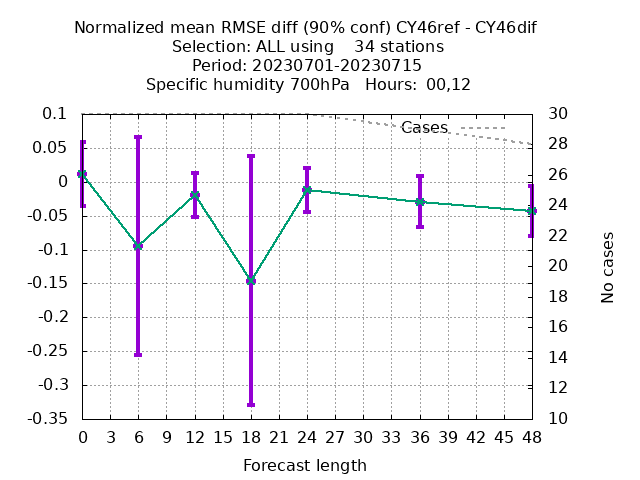 Normalized mean RMSE diff (90% conf) CY46ref - CY46dif
Selection: ALL using    34 stations
Period: 20230701-20230715
Specific humidity 700hPa   Hours:  00,12
Cases
0.1
0.05
0
-0.05
-0.1
-0.15
-0.2
-0.25
-0.3
-0.35
30
28
26
24
22
20
18
16
14
12
10
No cases
0 3 6 9 12 15 18 21 24 27 30 33 36 39 42 45 48
Forecast length